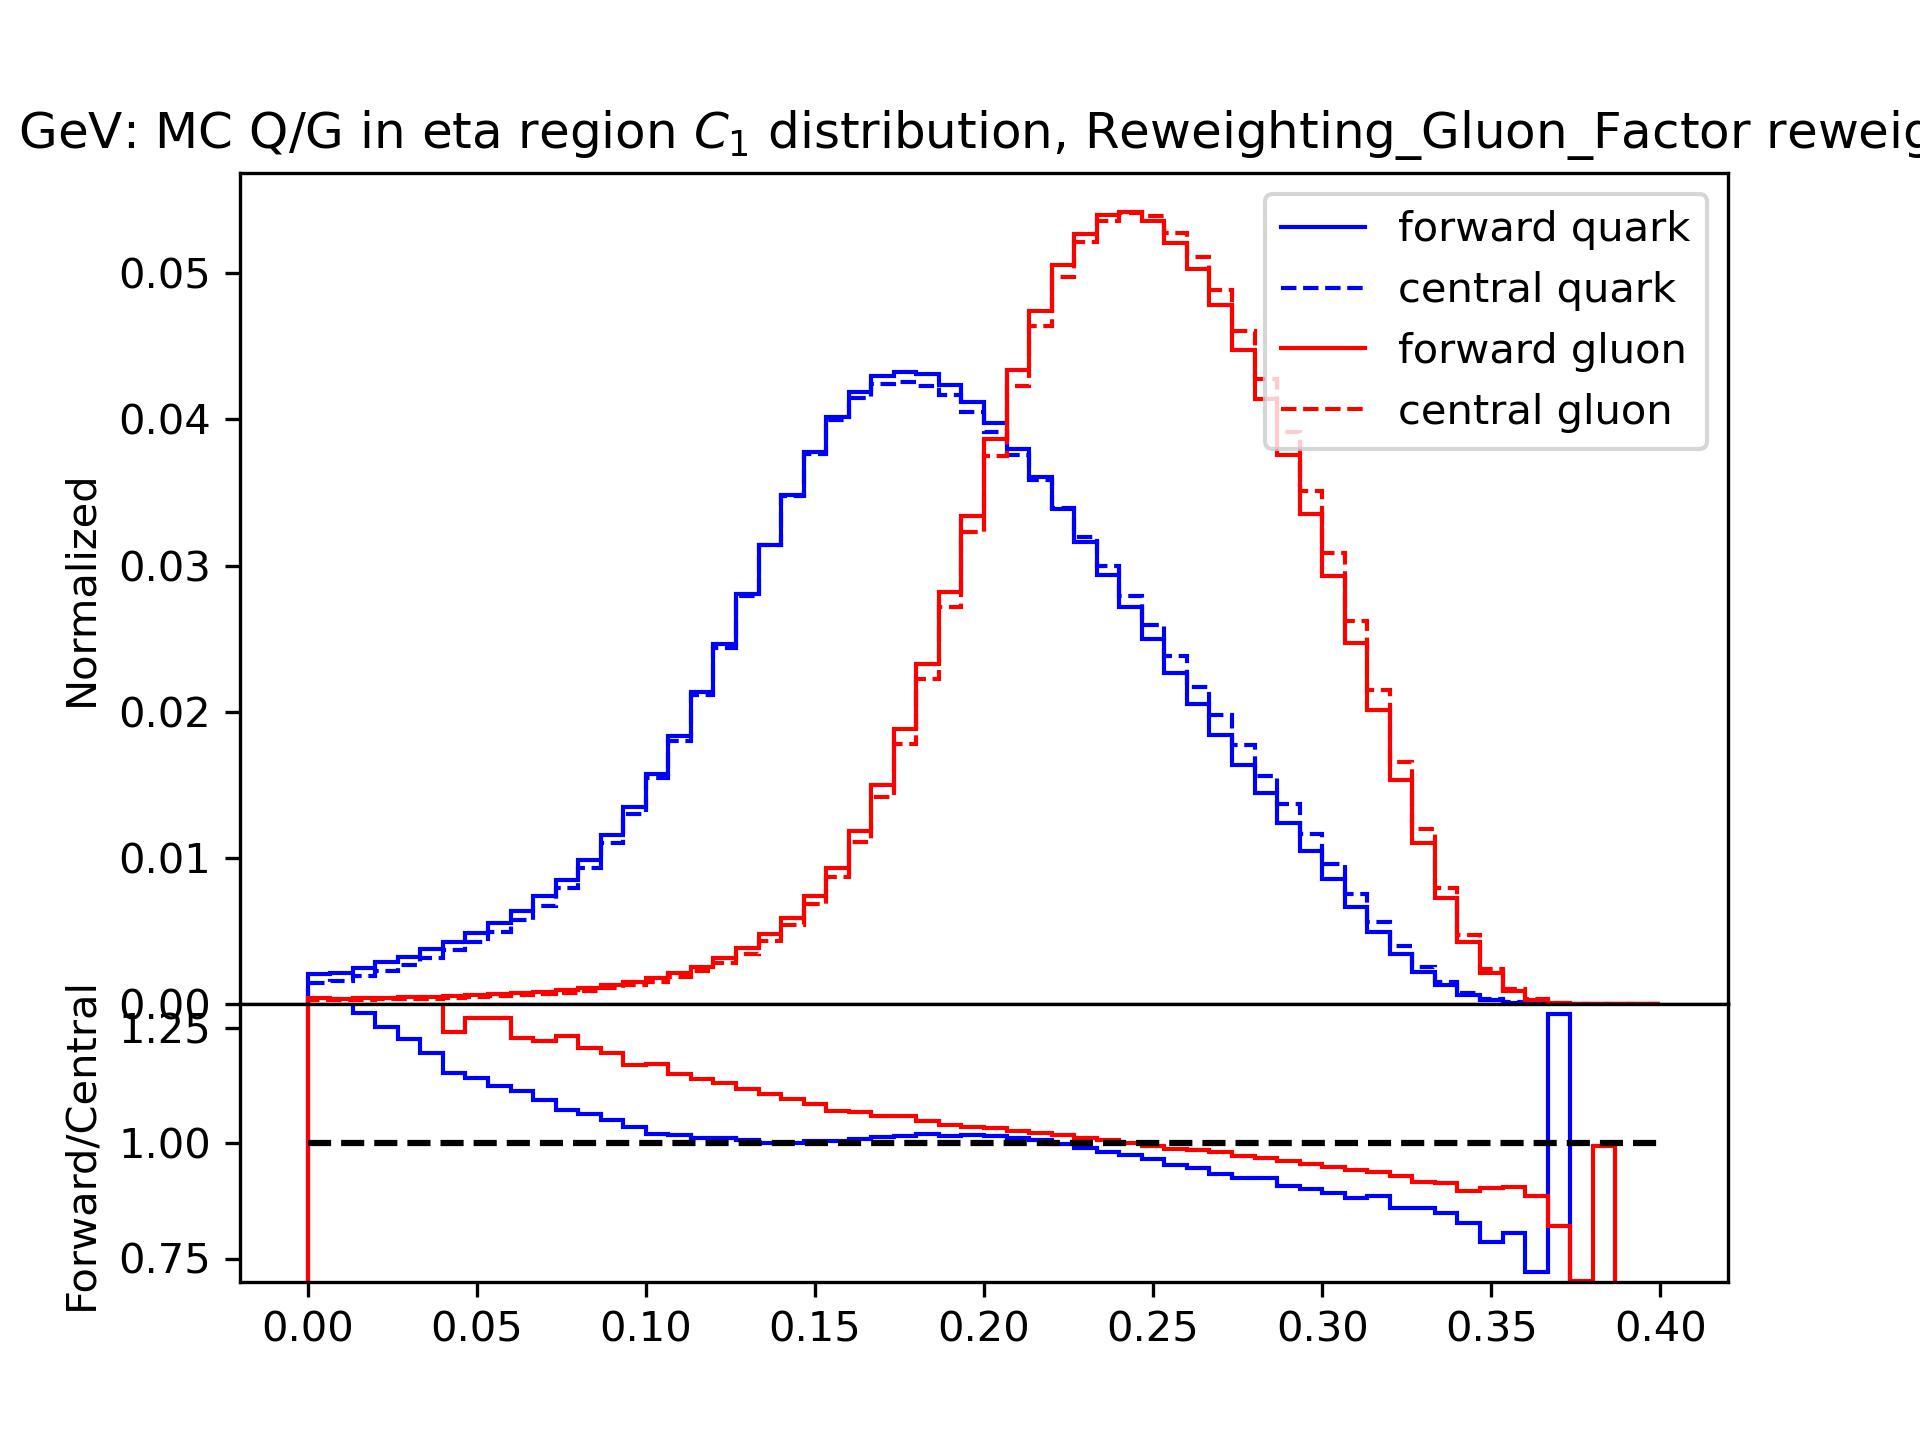 GeV: MC Q/G in eta region C₁ distribution, Reweighting_Gluon_Factor
forward quark
central quark
forward gluon
central gluon
Normalized
0.05
0.04
0.03
0.02
0.01
0.00
Forward/Central
1.25
1.00
0.75
0.00 0.05 0.10 0.15 0.20 0.25 0.30 0.35 0.40